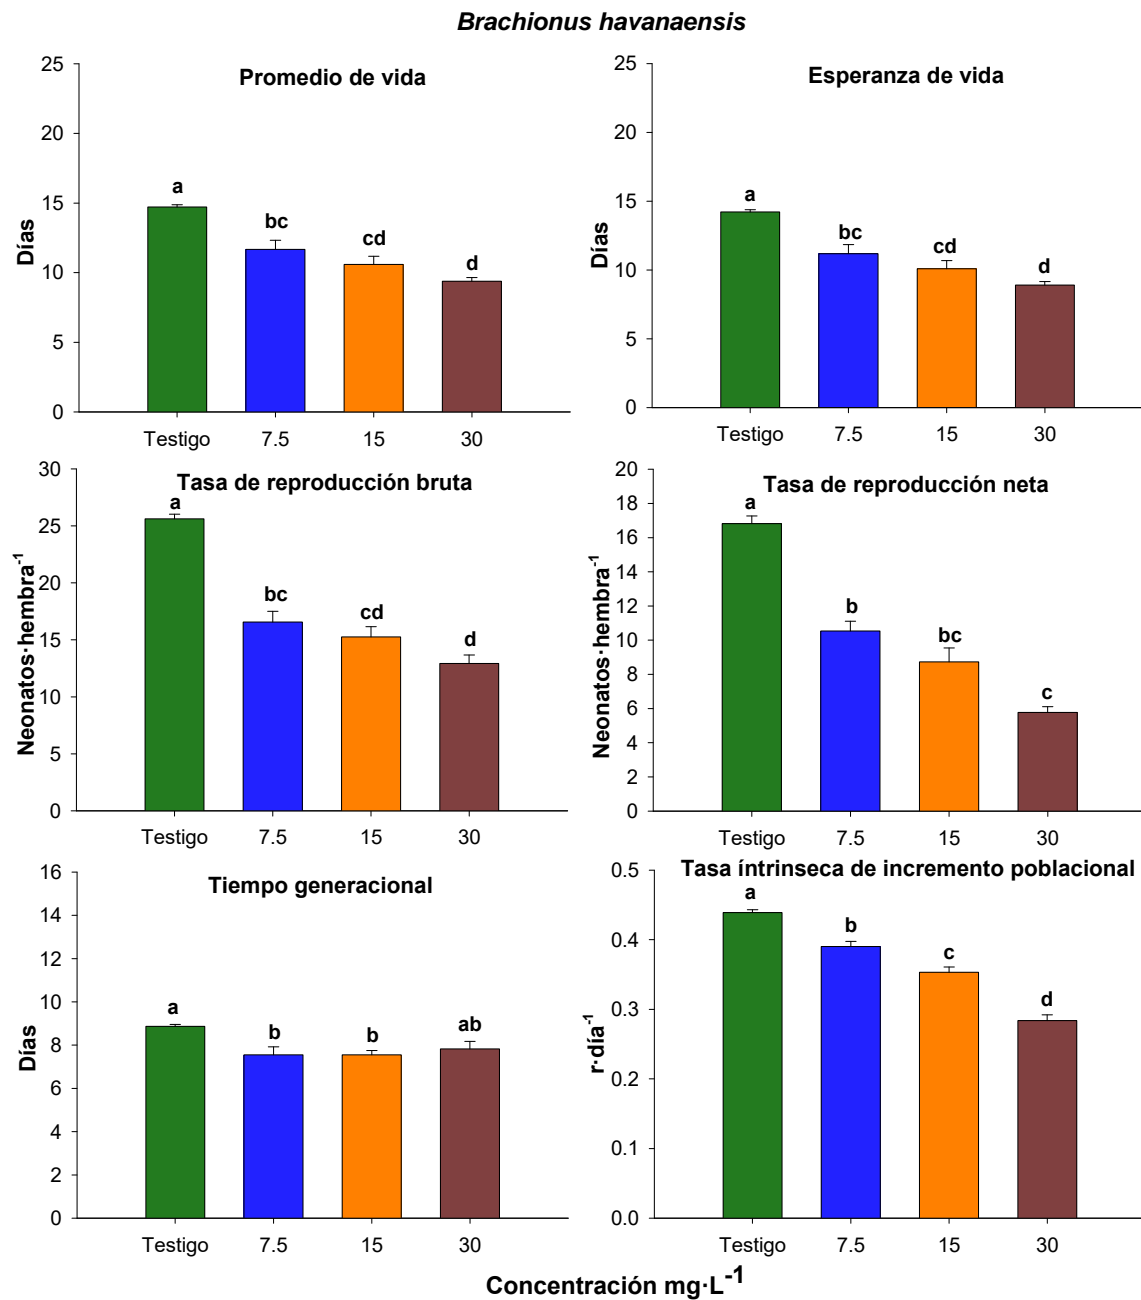 Brachionus havanaensis
Promedio de vida
25
20
15
10
5
0
Días
a
bc
cd
d
Testigo 7.5 15 30
Esperanza de vida
25
20
15
10
5
0
Días
a
bc
cd
d
Testigo 7.5 15 30
Tasa de reproducción bruta
30
25
20
15
10
5
0
Neonatos·hembra-1
a
bc
cd
d
Testigo 7.5 15 30
Tasa de reproducción neta
20
18
16
14
12
10
8
6
4
2
0
Neonatos·hembra-1
a
b
bc
c
Testigo 7.5 15 30
Tiempo generacional
16
14
12
10
8
6
4
2
0
Días
a
b
b
ab
Testigo 7.5 15 30
Tasa íntrinseca de incremento poblacional
0.5
0.4
0.3
0.2
0.1
0.0
r·día-1
a
b
c
d
Testigo 7.5 15 30
Concentración mg·L-1